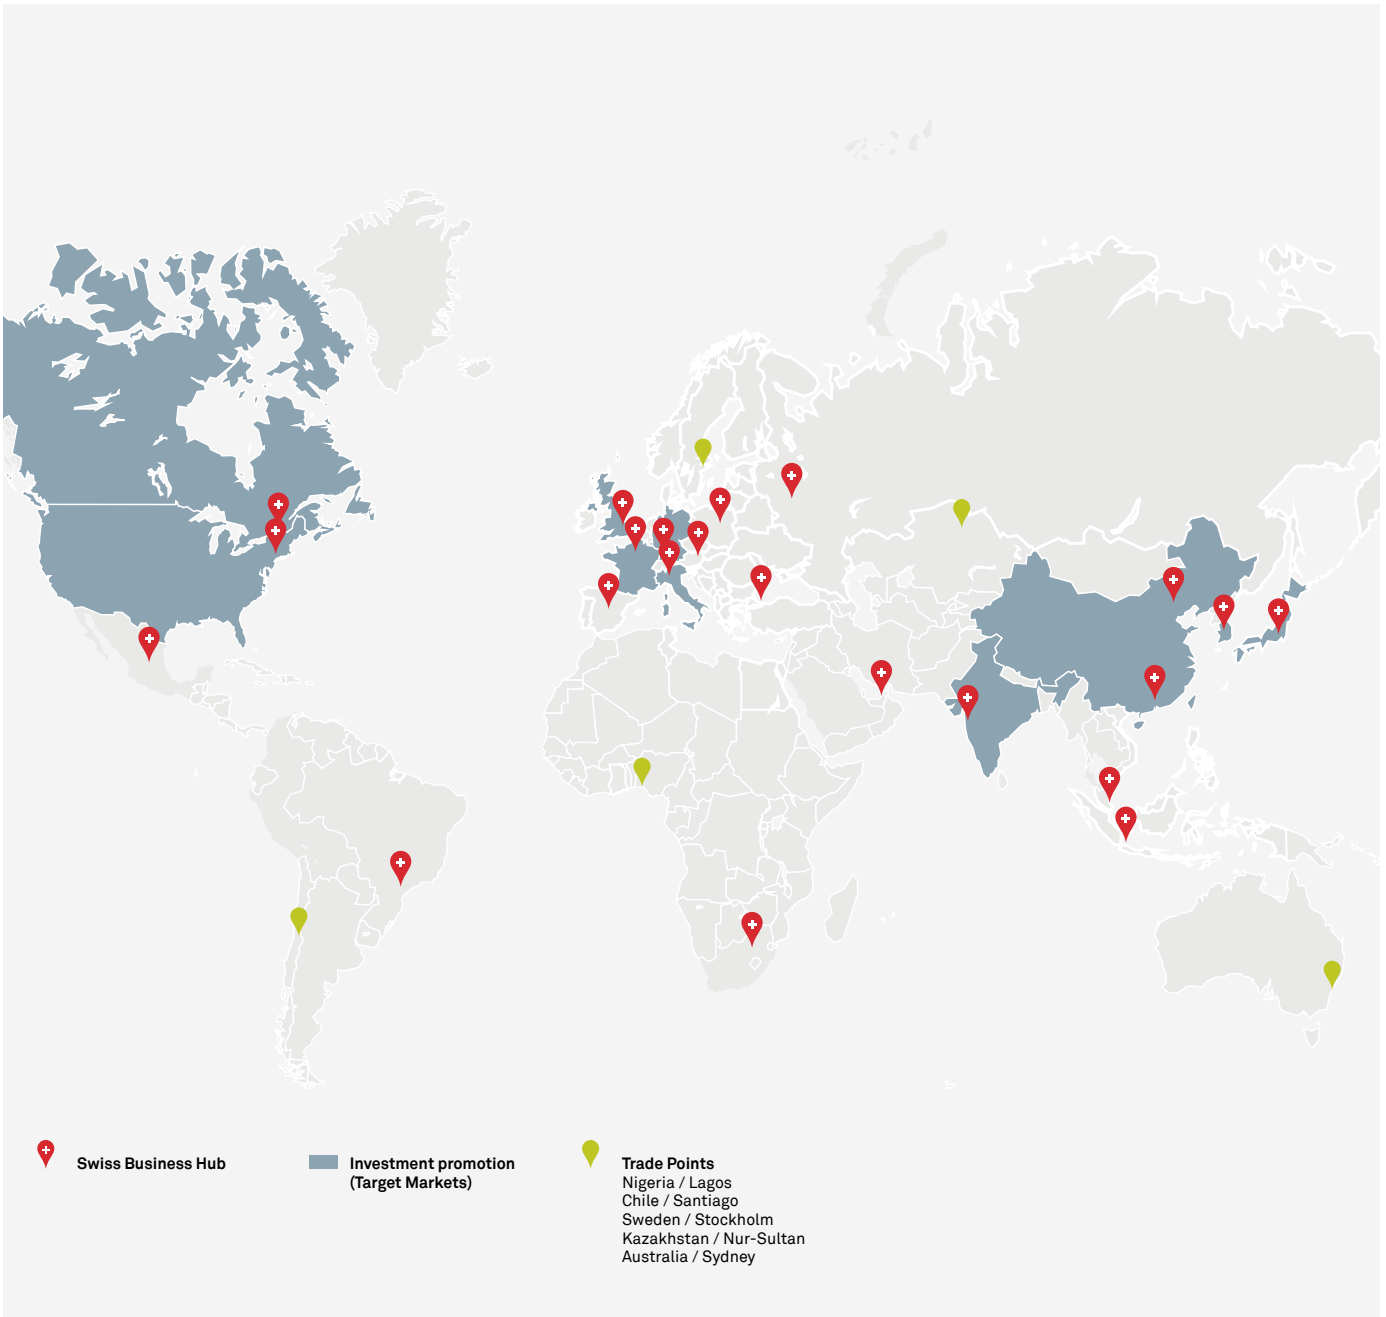 Swiss Business Hub
Investment promotion
(Target Markets)
Trade Points
Nigeria / Lagos
Chile / Santiago
Sweden / Stockholm
Kazakhstan / Nur-Sultan
Australia / Sydney